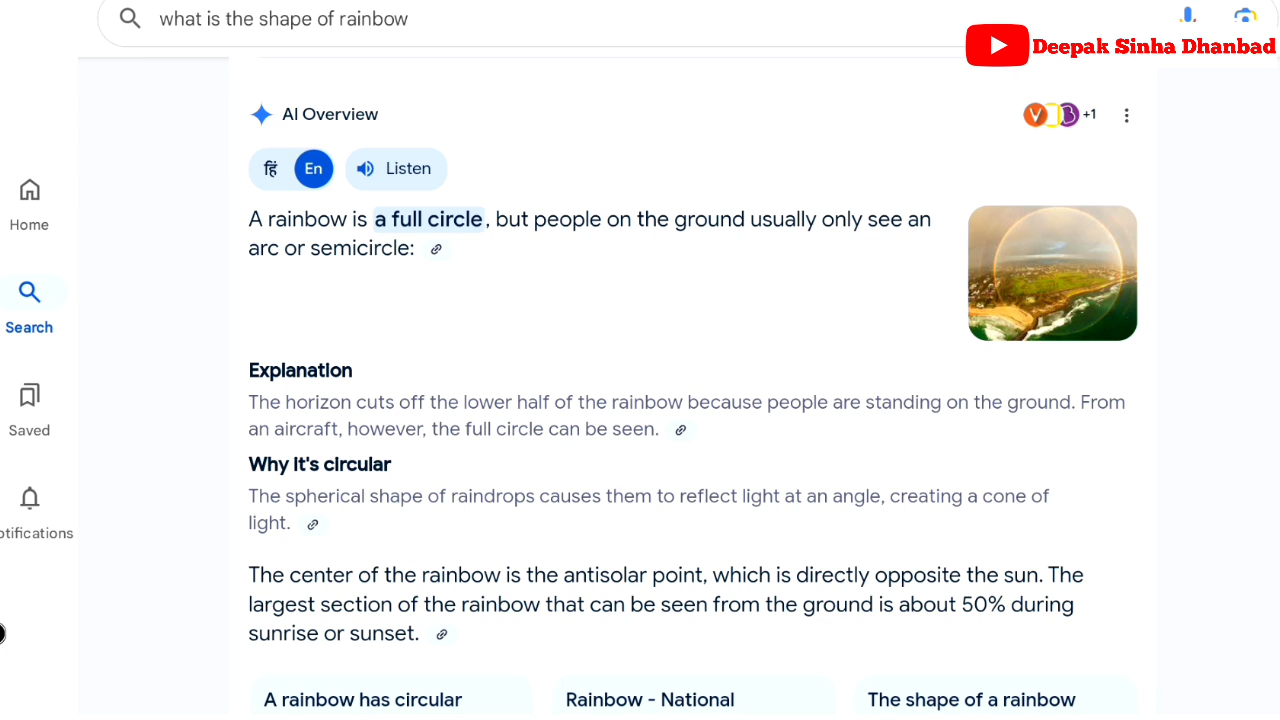 what is the shape of rainbow
Deepak Sinha Dhanbad
AI Overview
+1
हिं En Listen
A rainbow is a full circle, but people on the ground usually only see an
arc or semicircle:
Home
Search
Saved
otifications
Explanation
The horizon cuts off the lower half of the rainbow because people are standing on the ground. From
an aircraft, however, the full circle can be seen.
Why it's circular
The spherical shape of raindrops causes them to reflect light at an angle, creating a cone of
light.
The center of the rainbow is the antisolar point, which is directly opposite the sun. The
largest section of the rainbow that can be seen from the ground is about 50% during
sunrise or sunset.
A rainbow has circular
Rainbow - National
The shape of a rainbow